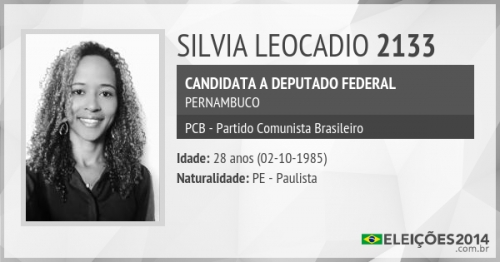 SILVIA LEOCADIO 2133
CANDIDATA A DEPUTADO FEDERAL
PERNAMBUCO
PCB - Partido Comunista Brasileiro
Idade: 28 anos (02-10-1985)
Naturalidade: PE - Paulista
ELEIÇÕES2014
.com.br